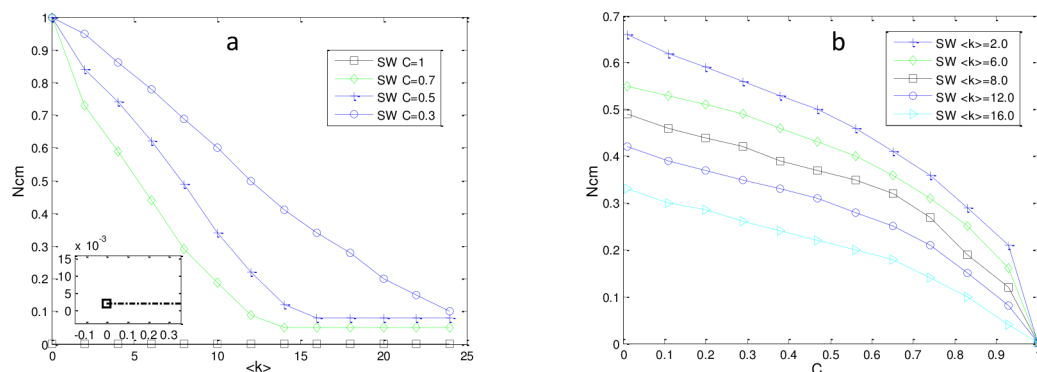 a
1
0.9
0.8
0.7
0.6
0.5
0.4
0.3
0.2
0.1
0
Ncm
SW C=1
SW C=0.7
SW C=0.5
SW C=0.3
x 10⁻³
15
10
5
0
-0.1 0 0.1 0.2 0.3
0 5 10 15 20 25
<k>
b
0.7
0.6
0.5
0.4
0.3
0.2
0.1
0
Ncm
SW <k>=2.0
SW <k>=6.0
SW <k>=8.0
SW <k>=12.0
SW <k>=16.0
0 0.1 0.2 0.3 0.4 0.5 0.6 0.7 0.8 0.9 1
C